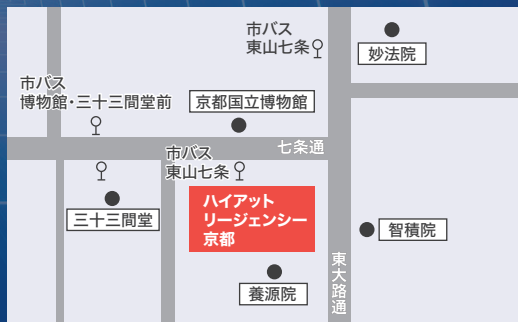 市バス
東山七条
妙法院
市バス
博物館・三十三間堂前
京都国立博物館
七条通
市バス
東山七条
三十三間堂
ハイアット
リージェンシー
京都
智積院
養源院
東大路通